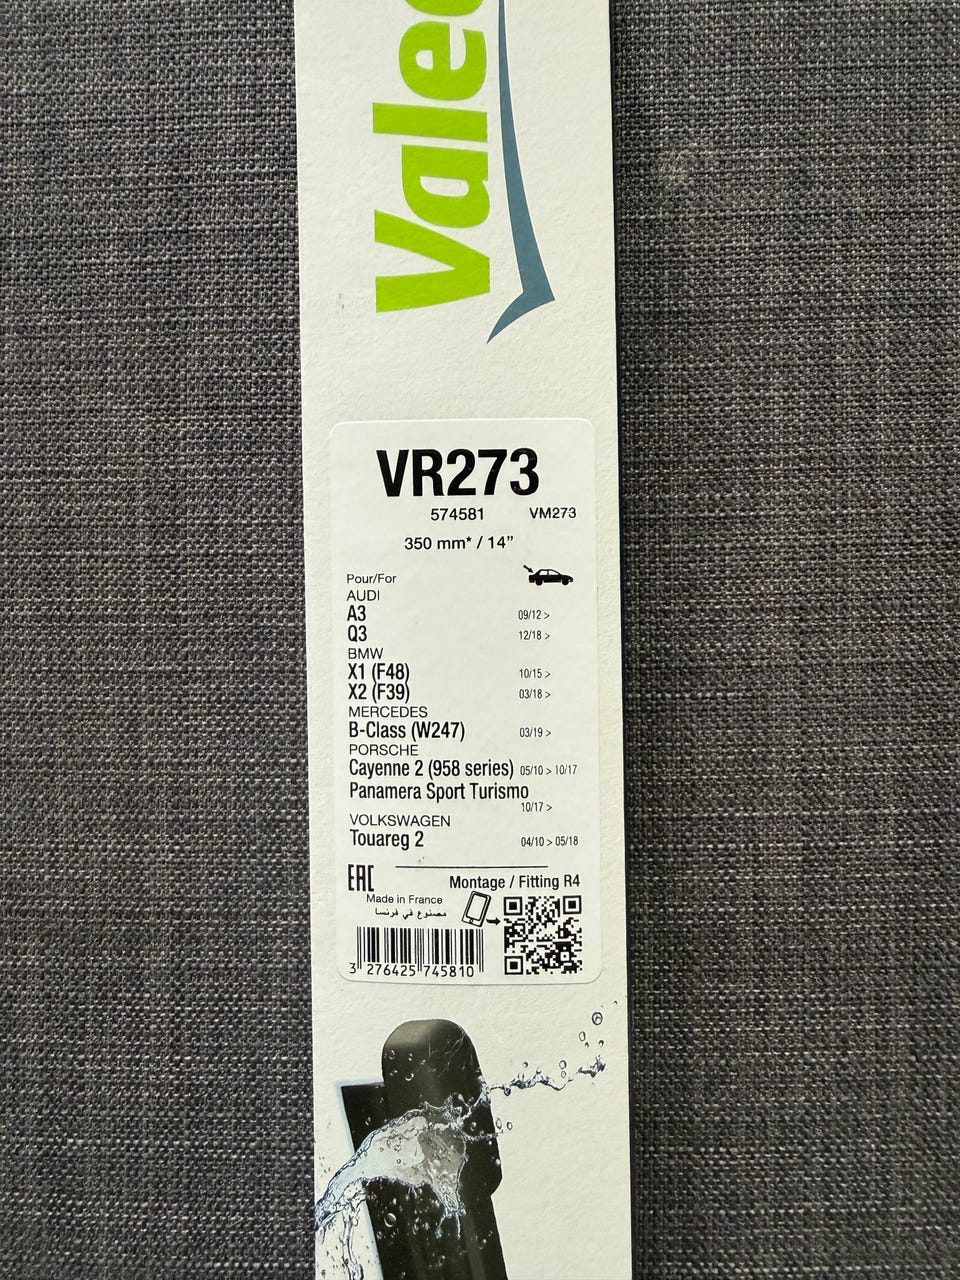 Valeo
VR273
574581 VM273
350 mm* / 14”
Pour/For
AUDI
A3 09/12 >
Q3 12/18 >
BMW
X1 (F48) 10/15 >
X2 (F39) 03/18 >
MERCEDES
B-Class (W247) 03/19 >
PORSCHE
Cayenne 2 (958 series) 05/10 > 10/17
Panamera Sport Turismo
10/17 >
VOLKSWAGEN
Touareg 2 04/10 > 05/18
EAC Montage / Fitting R4
Made in France
مصنوع في فرنسا
3 276425 745810